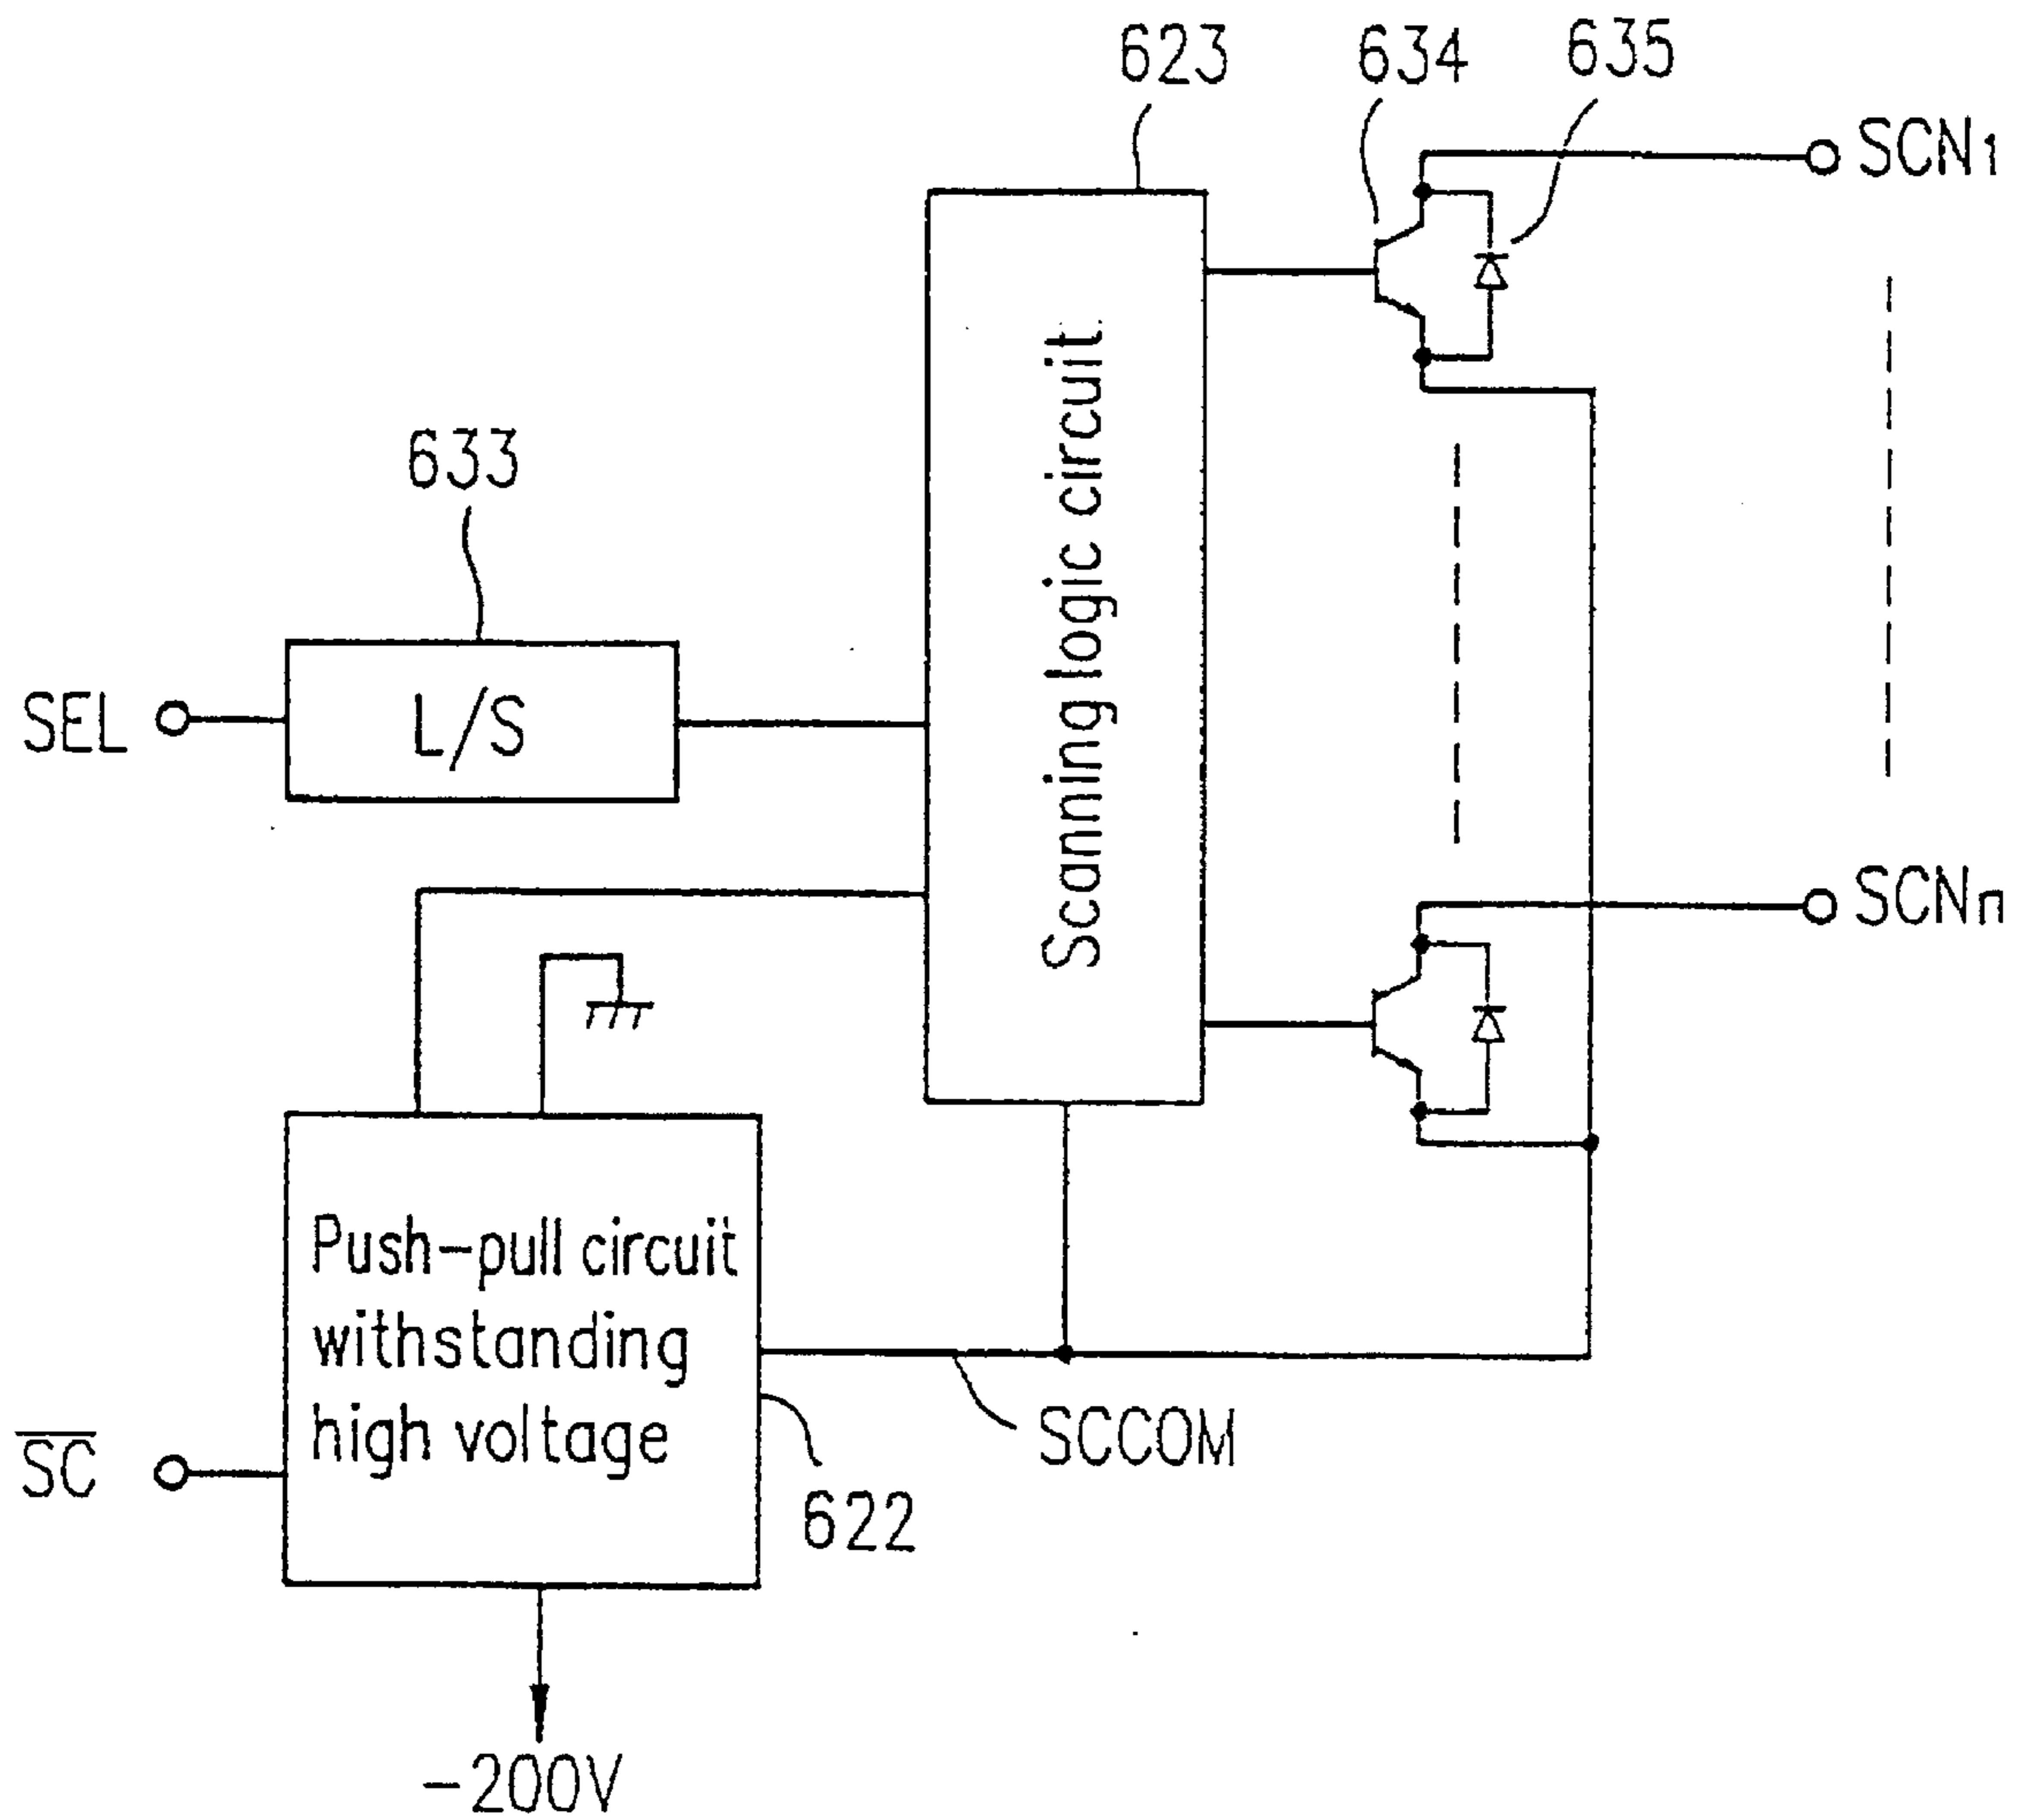 623
634
635
SCN1
633
SEL
L/S
Scanning logic circuit
SCNn
Push-pull circuit
withstanding
high voltage
S̅C̅
SCCOM
622
-200V